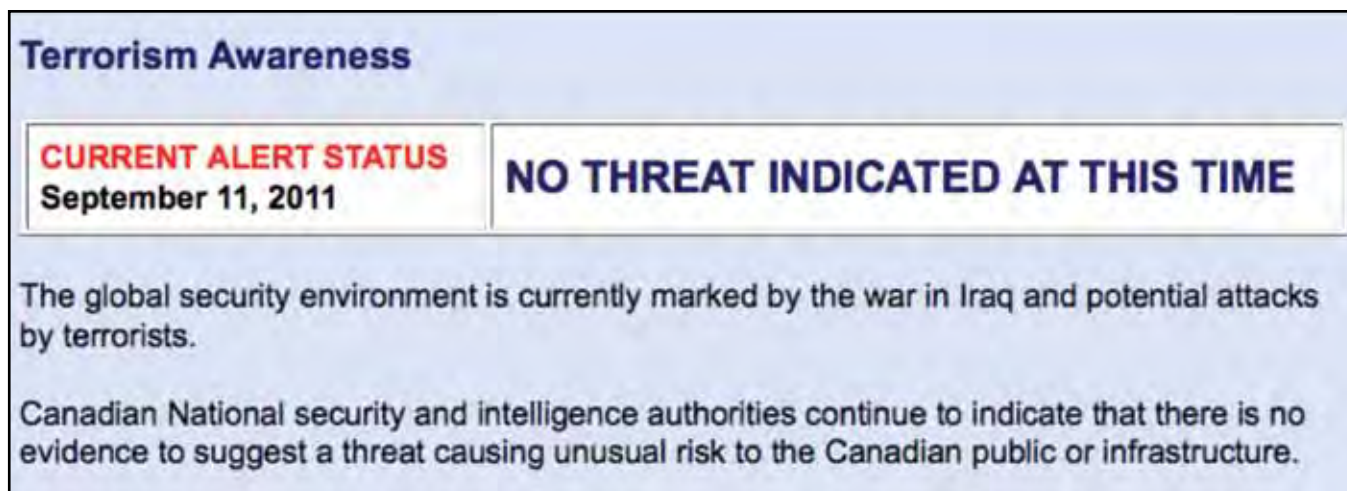 Terrorism Awareness
CURRENT ALERT STATUS
September 11, 2011
NO THREAT INDICATED AT THIS TIME
The global security environment is currently marked by the war in Iraq and potential attacks
by terrorists.
Canadian National security and intelligence authorities continue to indicate that there is no
evidence to suggest a threat causing unusual risk to the Canadian public or infrastructure.